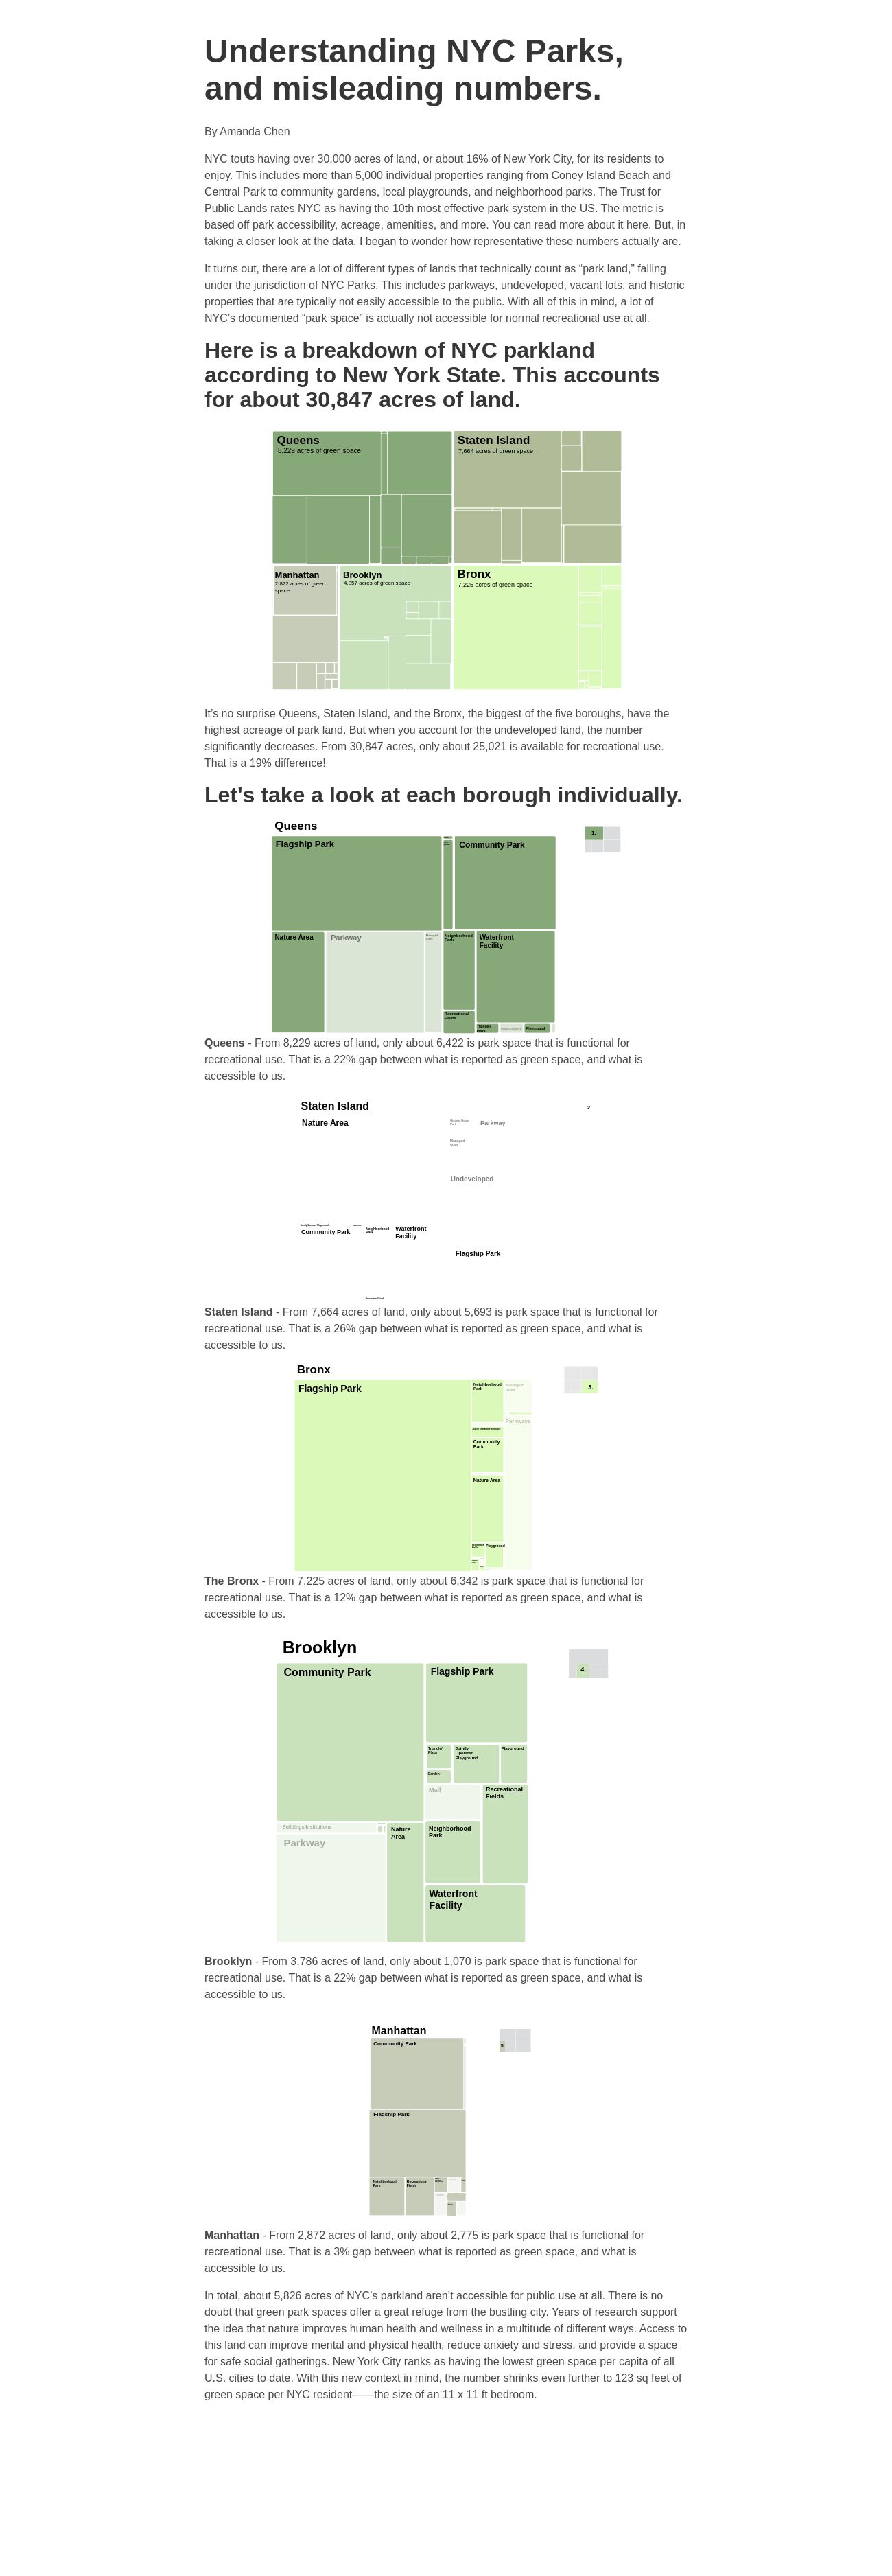 Understanding NYC Parks,
and misleading numbers.
By Amanda Chen
NYC touts having over 30,000 acres of land, or about 16% of New York City, for its residents to
enjoy. This includes more than 5,000 individual properties ranging from Coney Island Beach and
Central Park to community gardens, local playgrounds, and neighborhood parks. The Trust for
Public Lands rates NYC as having the 10th most effective park system in the US. The metric is
based off park accessibility, acreage, amenities, and more. You can read more about it here. But, in
taking a closer look at the data, I began to wonder how representative these numbers actually are.
It turns out, there are a lot of different types of lands that technically count as “park land,” falling
under the jurisdiction of NYC Parks. This includes parkways, undeveloped, vacant lots, and historic
properties that are typically not easily accessible to the public. With all of this in mind, a lot of
NYC’s documented “park space” is actually not accessible for normal recreational use at all.
Here is a breakdown of NYC parkland
according to New York State. This accounts
for about 30,847 acres of land.
Queens
8,229 acres of green space
Staten Island
7,664 acres of green space
Manhattan
2,872 acres of green
space
Brooklyn
4,857 acres of green space
Bronx
7,225 acres of green space
It’s no surprise Queens, Staten Island, and the Bronx, the biggest of the five boroughs, have the
highest acreage of park land. But when you account for the undeveloped land, the number
significantly decreases. From 30,847 acres, only about 25,021 is available for recreational use.
That is a 19% difference!
Let's take a look at each borough individually.
Queens
1.
Flagship Park
Community Park
Nature Area
Parkway
Managed
Sites
Neighborhood
Park
Waterfront
Facility
Recreational
Fields
Triangle/
Plaza
Undeveloped
Playground
Queens - From 8,229 acres of land, only about 6,422 is park space that is functional for
recreational use. That is a 22% gap between what is reported as green space, and what is
accessible to us.
Staten Island
2.
Nature Area
Parkway
Managed
Sites
Undeveloped
Jointly Operated Playground
Community Park
Neighborhood
Park
Waterfront
Facility
Flagship Park
Recreational Fields
Staten Island - From 7,664 acres of land, only about 5,693 is park space that is functional for
recreational use. That is a 26% gap between what is reported as green space, and what is
accessible to us.
Bronx
3.
Flagship Park
Neighborhood
Park
Managed
Sites
Parkways
Jointly Operated Playground
Community
Park
Nature Area
Recreational
Fields
Playground
The Bronx - From 7,225 acres of land, only about 6,342 is park space that is functional for
recreational use. That is a 12% gap between what is reported as green space, and what is
accessible to us.
Brooklyn
4.
Community Park
Flagship Park
Triangle/
Plaza
Jointly
Operated
Playground
Playground
Garden
Mall
Recreational
Fields
Buildings/Institutions
Parkway
Nature
Area
Neighborhood
Park
Waterfront
Facility
Brooklyn - From 3,786 acres of land, only about 1,070 is park space that is functional for
recreational use. That is a 22% gap between what is reported as green space, and what is
accessible to us.
Manhattan
5.
Community Park
Flagship Park
Neighborhood
Park
Recreational
Fields
Manhattan - From 2,872 acres of land, only about 2,775 is park space that is functional for
recreational use. That is a 3% gap between what is reported as green space, and what is
accessible to us.
In total, about 5,826 acres of NYC’s parkland aren’t accessible for public use at all. There is no
doubt that green park spaces offer a great refuge from the bustling city. Years of research support
the idea that nature improves human health and wellness in a multitude of different ways. Access to
this land can improve mental and physical health, reduce anxiety and stress, and provide a space
for safe social gatherings. New York City ranks as having the lowest green space per capita of all
U.S. cities to date. With this new context in mind, the number shrinks even further to 123 sq feet of
green space per NYC resident——the size of an 11 x 11 ft bedroom.